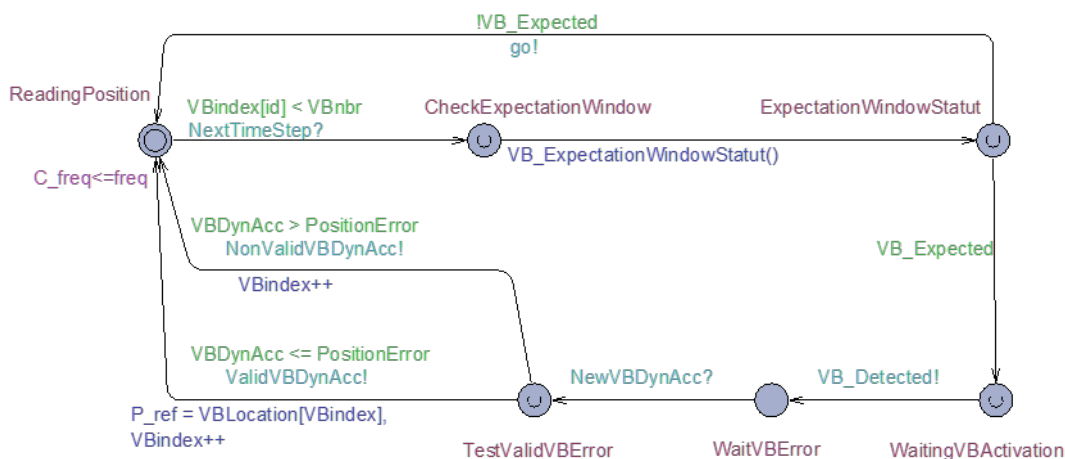 !VB_Expected
go!
ReadingPosition
VBindex[id] < VBnbr
NextTimeStep?
CheckExpectationWindow
ExpectationWindowStatut
VB_ExpectationWindowStatut()
C_freq<=freq
VBDynAcc > PositionError
NonValidVBDynAcc!
VBindex++
VB_Expected
VBDynAcc <= PositionError
ValidVBDynAcc!
NewVBDynAcc?
VB_Detected!
P_ref = VBLocation[VBindex],
VBindex++
TestValidVBError
WaitVBError
WaitingVBActivation